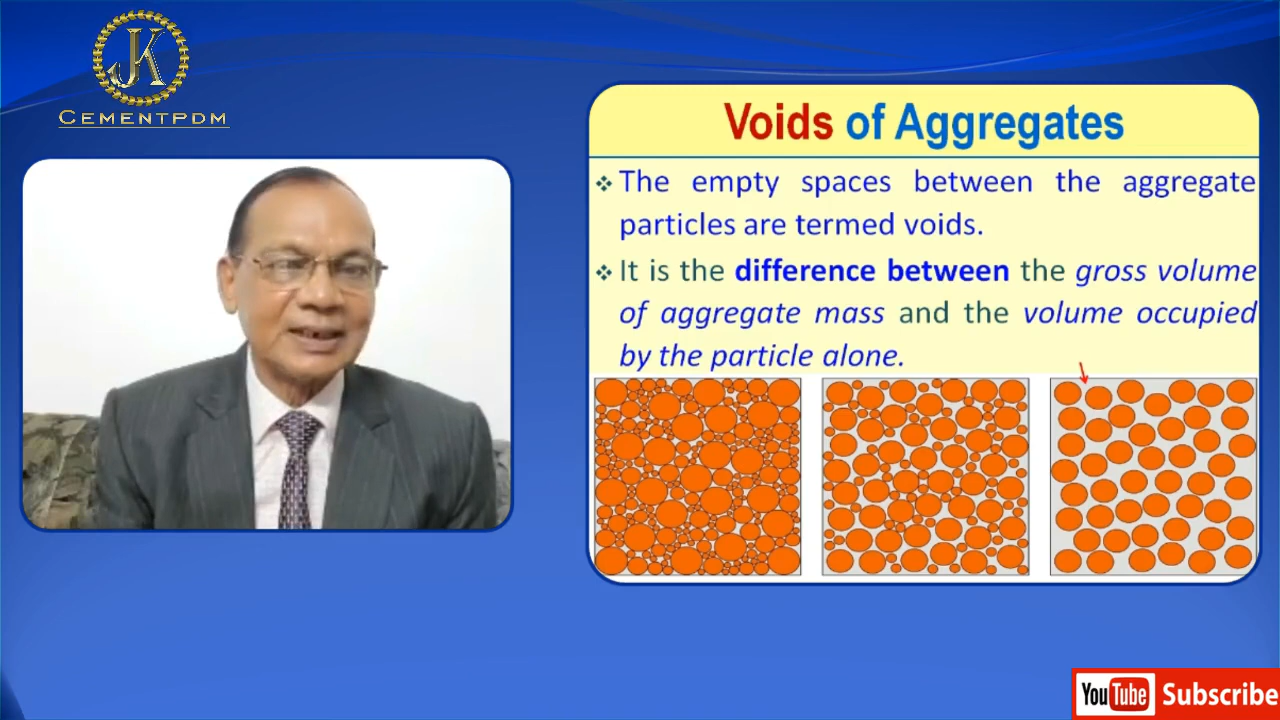 JK
CEMENTPDM
Voids of Aggregates
❖ The empty spaces between the aggregate
particles are termed voids.
❖ It is the difference between the gross volume
of aggregate mass and the volume occupied
by the particle alone.
YouTube Subscribe